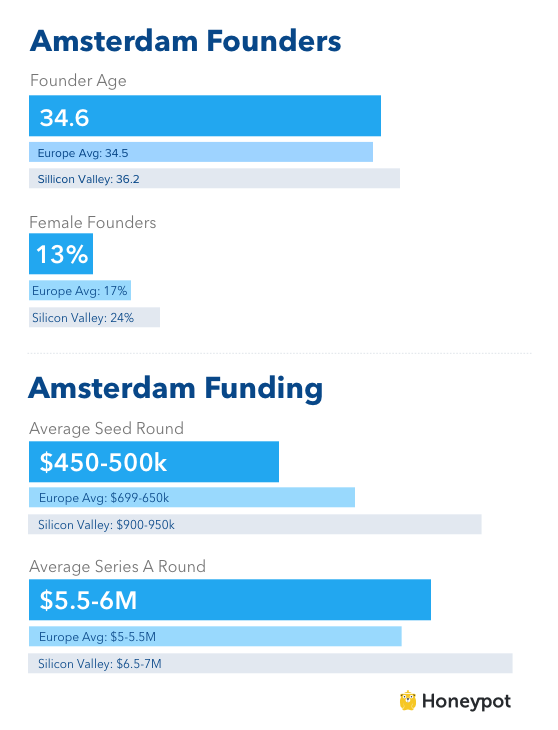 Amsterdam Founders
Founder Age
34.6
Europe Avg: 34.5
Sillicon Valley: 36.2
Female Founders
13%
Europe Avg: 17%
Silicon Valley: 24%
Amsterdam Funding
Average Seed Round
$450-500k
Europe Avg: $699-650k
Silicon Valley: $900-950k
Average Series A Round
$5.5-6M
Europe Avg: $5-5.5M
Silicon Valley: $6.5-7M
Honeypot